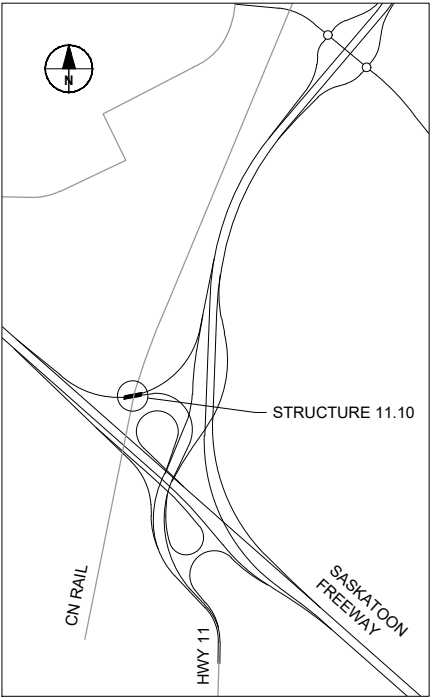 N
STRUCTURE 11.10
CN RAIL
HWY 11
SASKATOON
FREEWAY